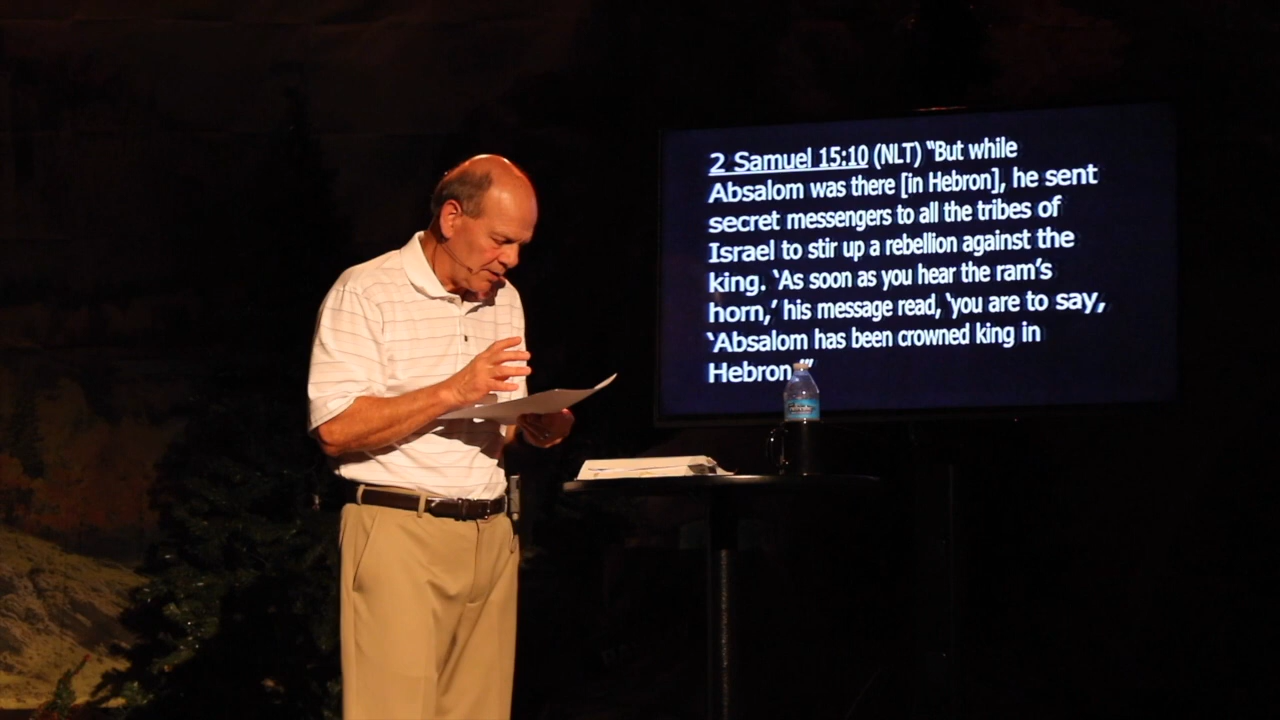 2 Samuel 15:10 (NLT) “But while
Absalom was there [in Hebron], he sent
secret messengers to all the tribes of
Israel to stir up a rebellion against the
king. ‘As soon as you hear the ram’s
horn,’ his message read, ‘you are to say,
‘Absalom has been crowned king in
Hebron.’”